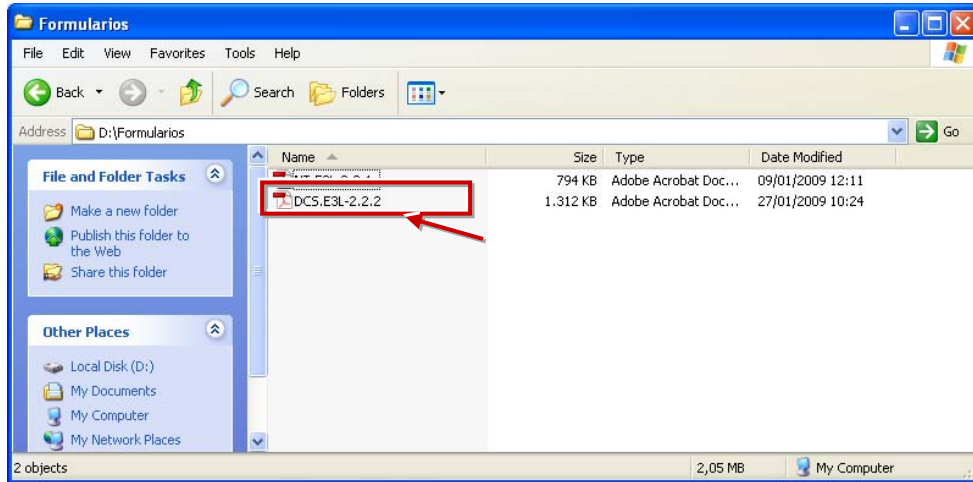 Formularios
File Edit View Favorites Tools Help
Back Search Folders
Address D:\Formularios Go
Name Size Type Date Modified
794 KB Adobe Acrobat Doc... 09/01/2009 12:11
DCS.E3L-2.2.2 1.312 KB Adobe Acrobat Doc... 27/01/2009 10:24
File and Folder Tasks
Make a new folder
Publish this folder to
the Web
Share this folder
Other Places
Local Disk (D:)
My Documents
My Computer
My Network Places
2 objects 2,05 MB My Computer